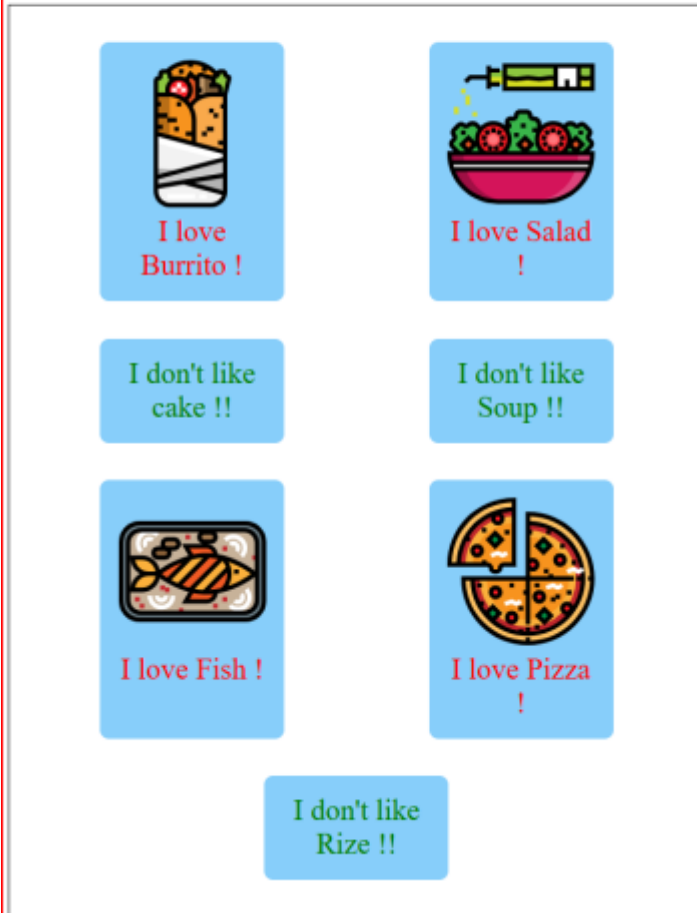 I love
Burrito !
I love Salad
!
I don't like
cake !!
I don't like
Soup !!
I love Fish !
I love Pizza
!
I don't like
Rize !!